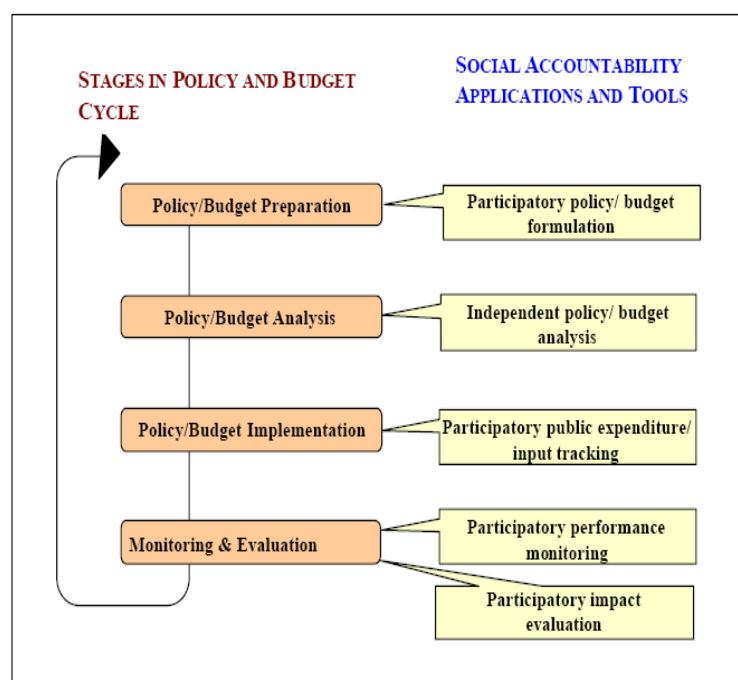 STAGES IN POLICY AND BUDGET
CYCLE
SOCIAL ACCOUNTABILITY
APPLICATIONS AND TOOLS
Policy/Budget Preparation
Participatory policy/ budget
formulation
Policy/Budget Analysis
Independent policy/ budget
analysis
Policy/Budget Implementation
Participatory public expenditure/
input tracking
Monitoring & Evaluation
Participatory performance
monitoring
Participatory impact
evaluation